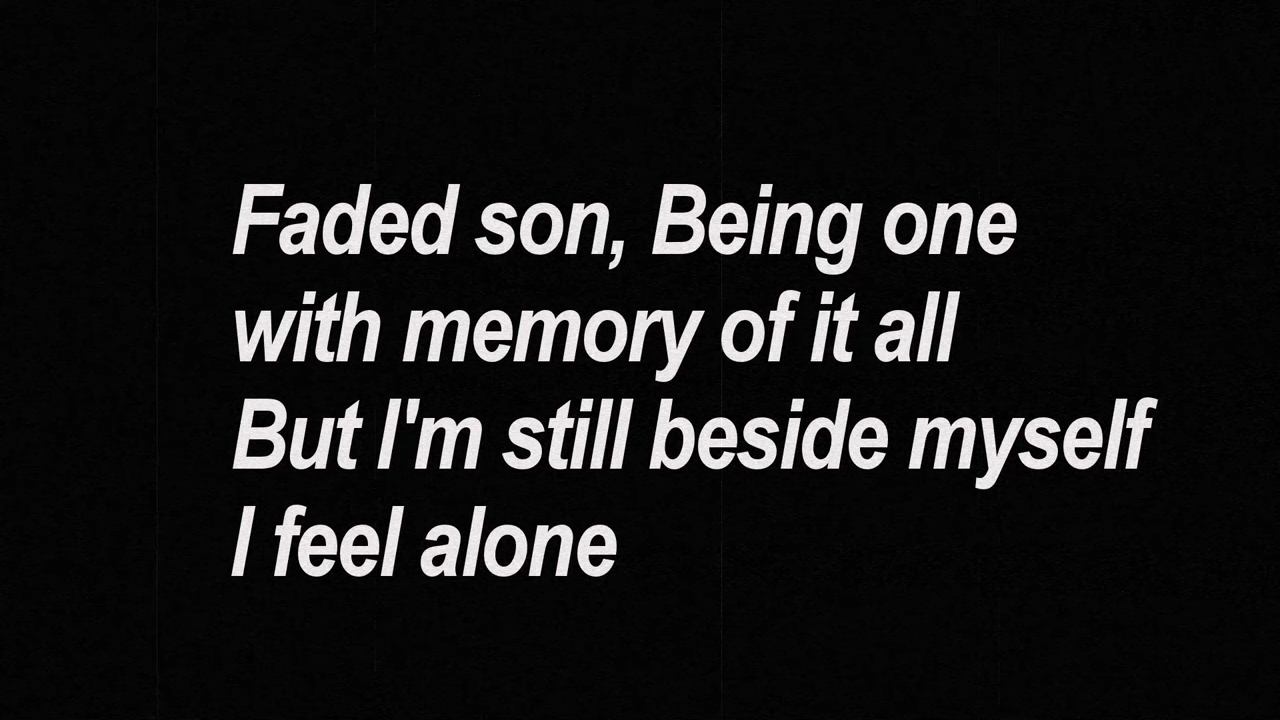 Faded son, Being one
with memory of it all
But I'm still beside myself
I feel alone